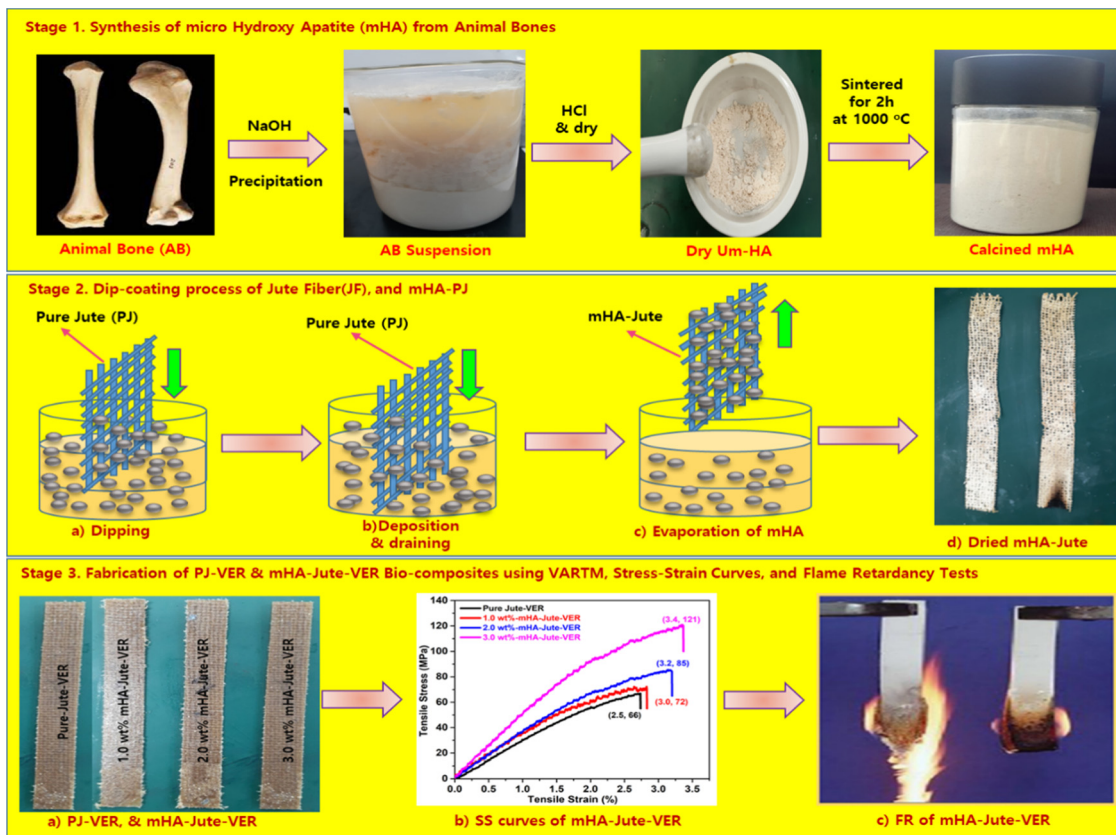 Stage 1. Synthesis of micro Hydroxy Apatite (mHA) from Animal Bones
NaOH
Precipitation
HCl
& dry
Sintered
for 2h
at 1000 °C
Animal Bone (AB)
AB Suspension
Dry Um-HA
Calcined mHA
Stage 2. Dip-coating process of Jute Fiber(JF), and mHA-PJ
Pure Jute (PJ)
Pure Jute (PJ)
mHA-Jute
a) Dipping
b)Deposition
& draining
c) Evaporation of mHA
d) Dried mHA-Jute
Stage 3. Fabrication of PJ-VER & mHA-Jute-VER Bio-composites using VARTM, Stress-Strain Curves, and Flame Retardancy Tests
Pure-Jute-VER
1.0 wt% mHA-Jute-VER
2.0 wt% mHA-Jute-VER
3.0 wt% mHA-Jute-VER
a) PJ-VER, & mHA-Jute-VER
Tensile Stress (MPa)
140
120
100
80
60
40
20
0
Pure Jute-VER
1.0 wt%-mHA-Jute-VER
2.0 wt%-mHA-Jute-VER
3.0 wt%-mHA-Jute-VER
(3.4, 121)
(3.2, 85)
(3.0, 72)
(2.5, 66)
0.0 0.5 1.0 1.5 2.0 2.5 3.0 3.5 4.0
Tensile Strain (%)
b) SS curves of mHA-Jute-VER
c) FR of mHA-Jute-VER